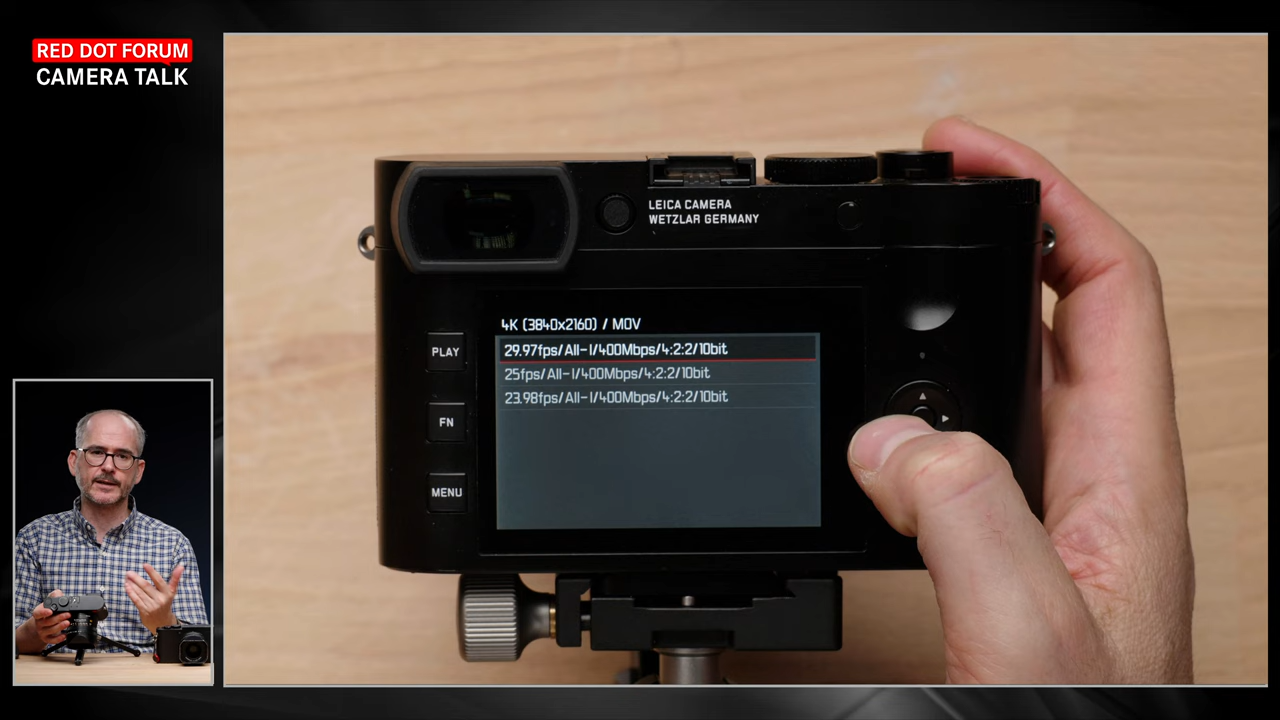 RED DOT FORUM
CAMERA TALK
LEICA CAMERA
WETZLAR GERMANY
4K (3840x2160) / MOV
29.97fps/All-I/400Mbps/4:2:2/10bit
25fps/All-I/400Mbps/4:2:2/10bit
23.98fps/All-I/400Mbps/4:2:2/10bit
PLAY
FN
MENU